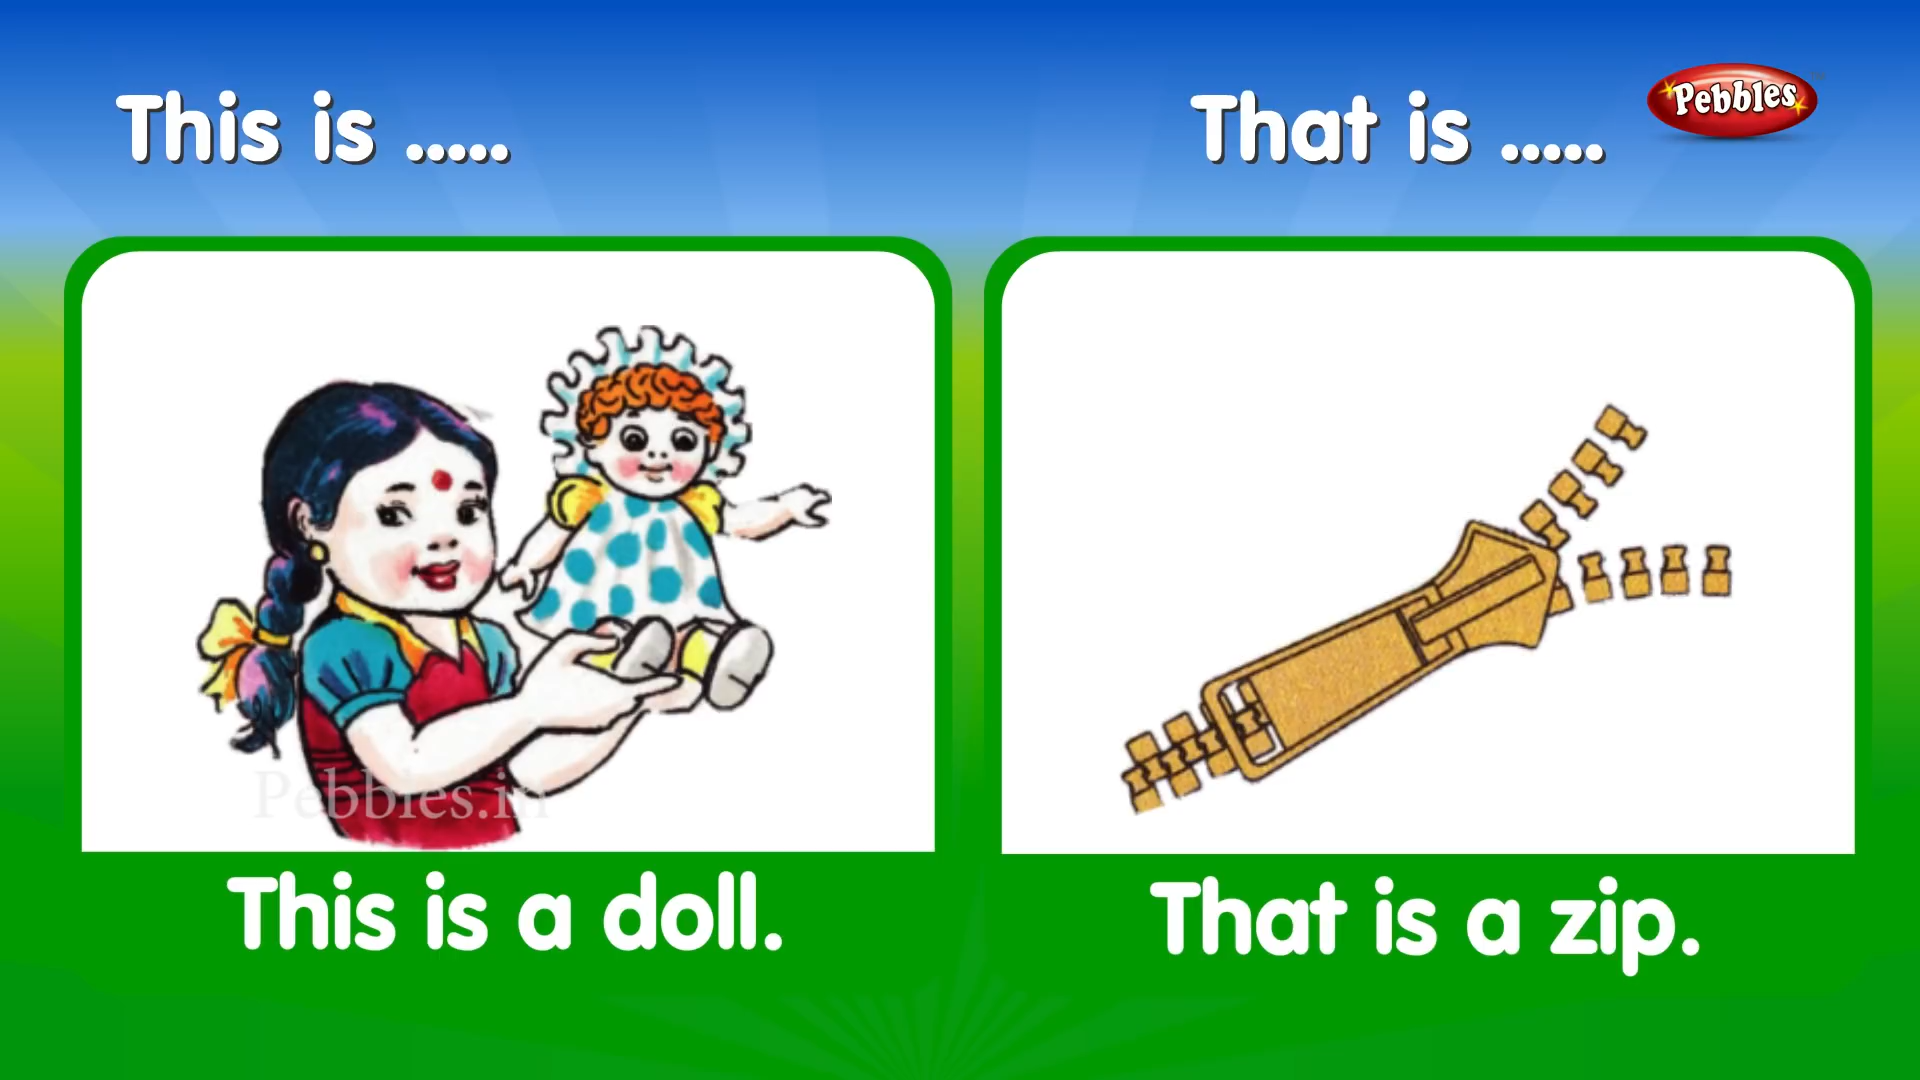 This is .....
That is .....
Pebbles
Pebbles.in
This is a doll.
That is a zip.